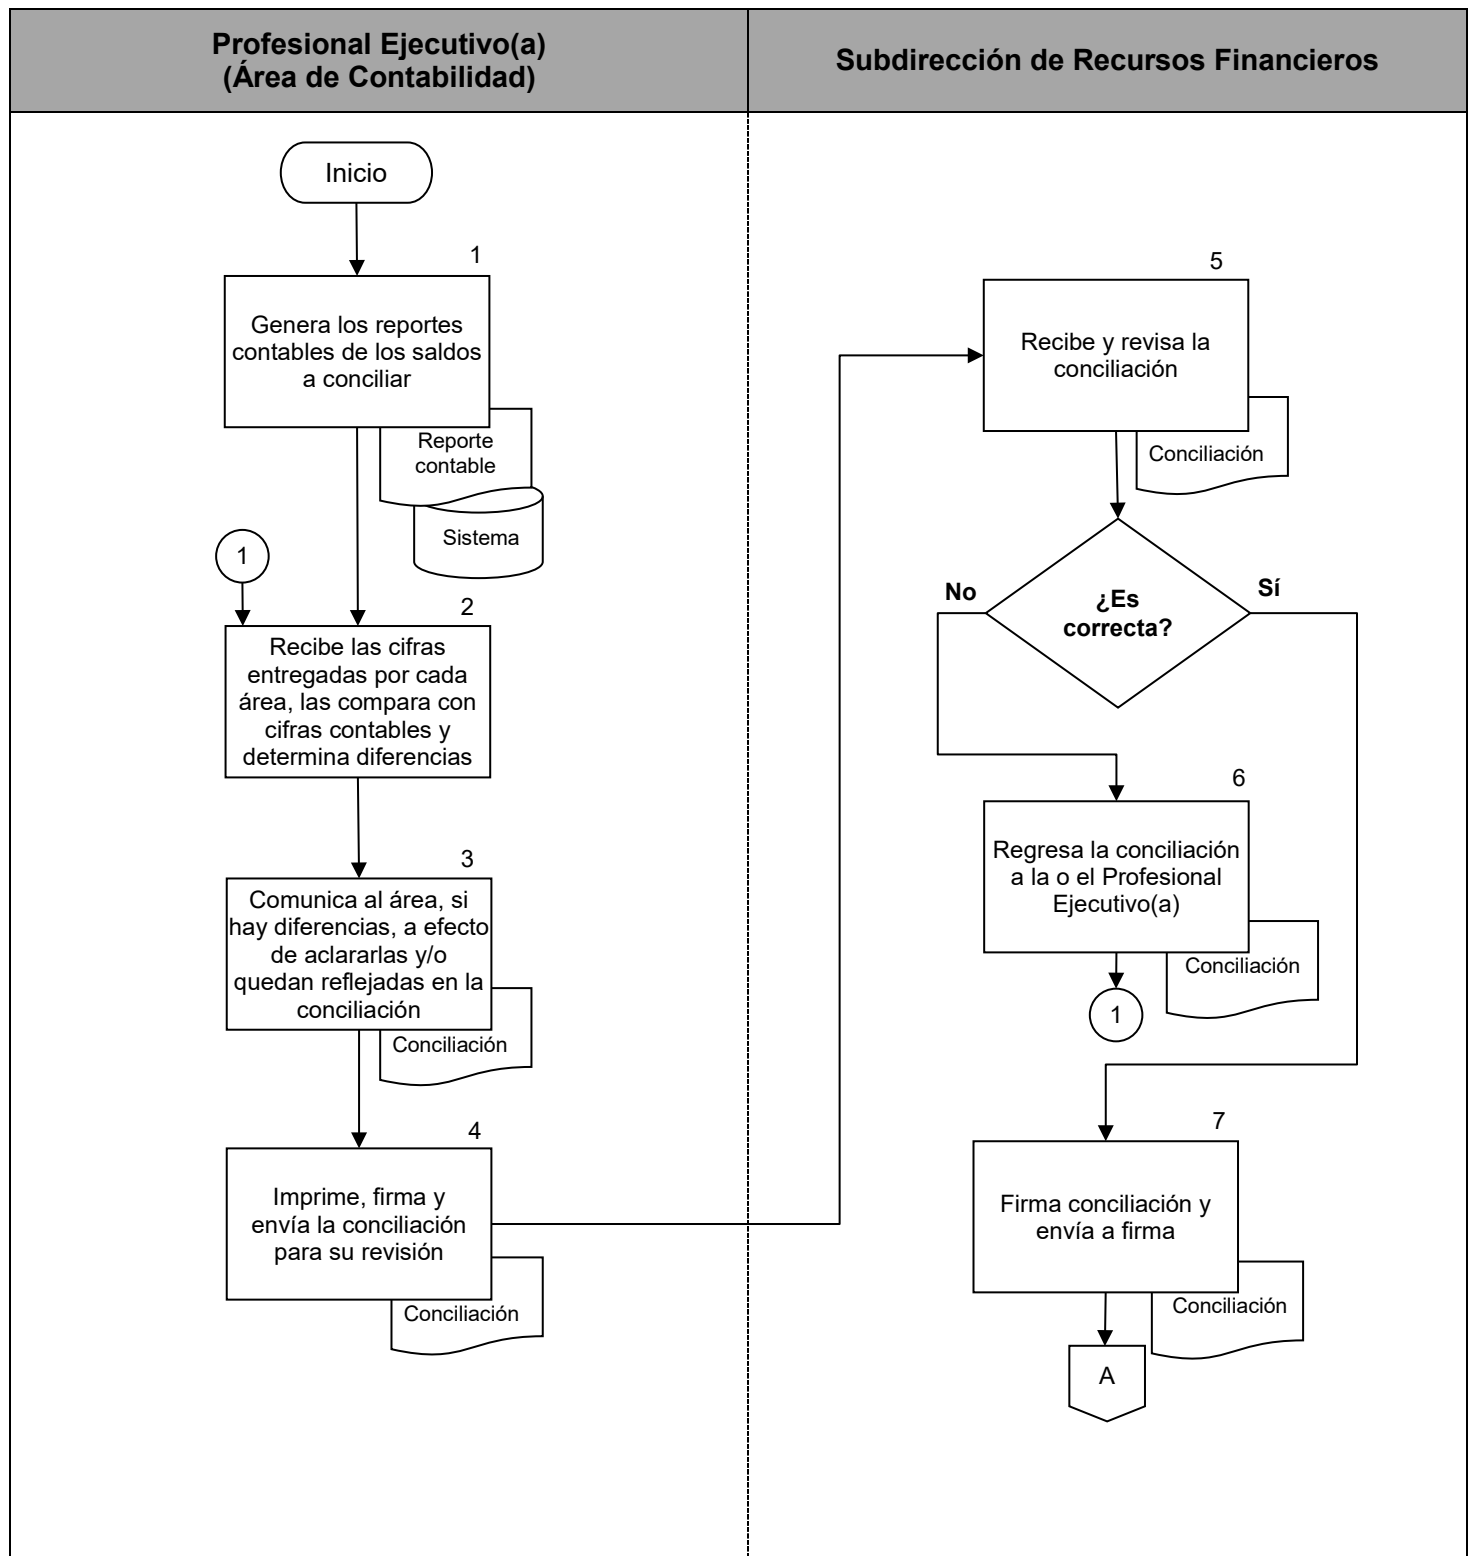 Profesional Ejecutivo(a)
(Área de Contabilidad)
Subdirección de Recursos Financieros
Inicio
1
Genera los reportes
contables de los saldos
a conciliar
Reporte
contable
Sistema
1
2
Recibe las cifras
entregadas por cada
área, las compara con
cifras contables y
determina diferencias
3
Comunica al área, si
hay diferencias, a efecto
de aclararlas y/o
quedan reflejadas en la
conciliación
Conciliación
4
Imprime, firma y
envía la conciliación
para su revisión
Conciliación
5
Recibe y revisa la
conciliación
Conciliación
No
¿Es
correcta?
Sí
6
Regresa la conciliación
a la o el Profesional
Ejecutivo(a)
Conciliación
1
7
Firma conciliación y
envía a firma
Conciliación
A